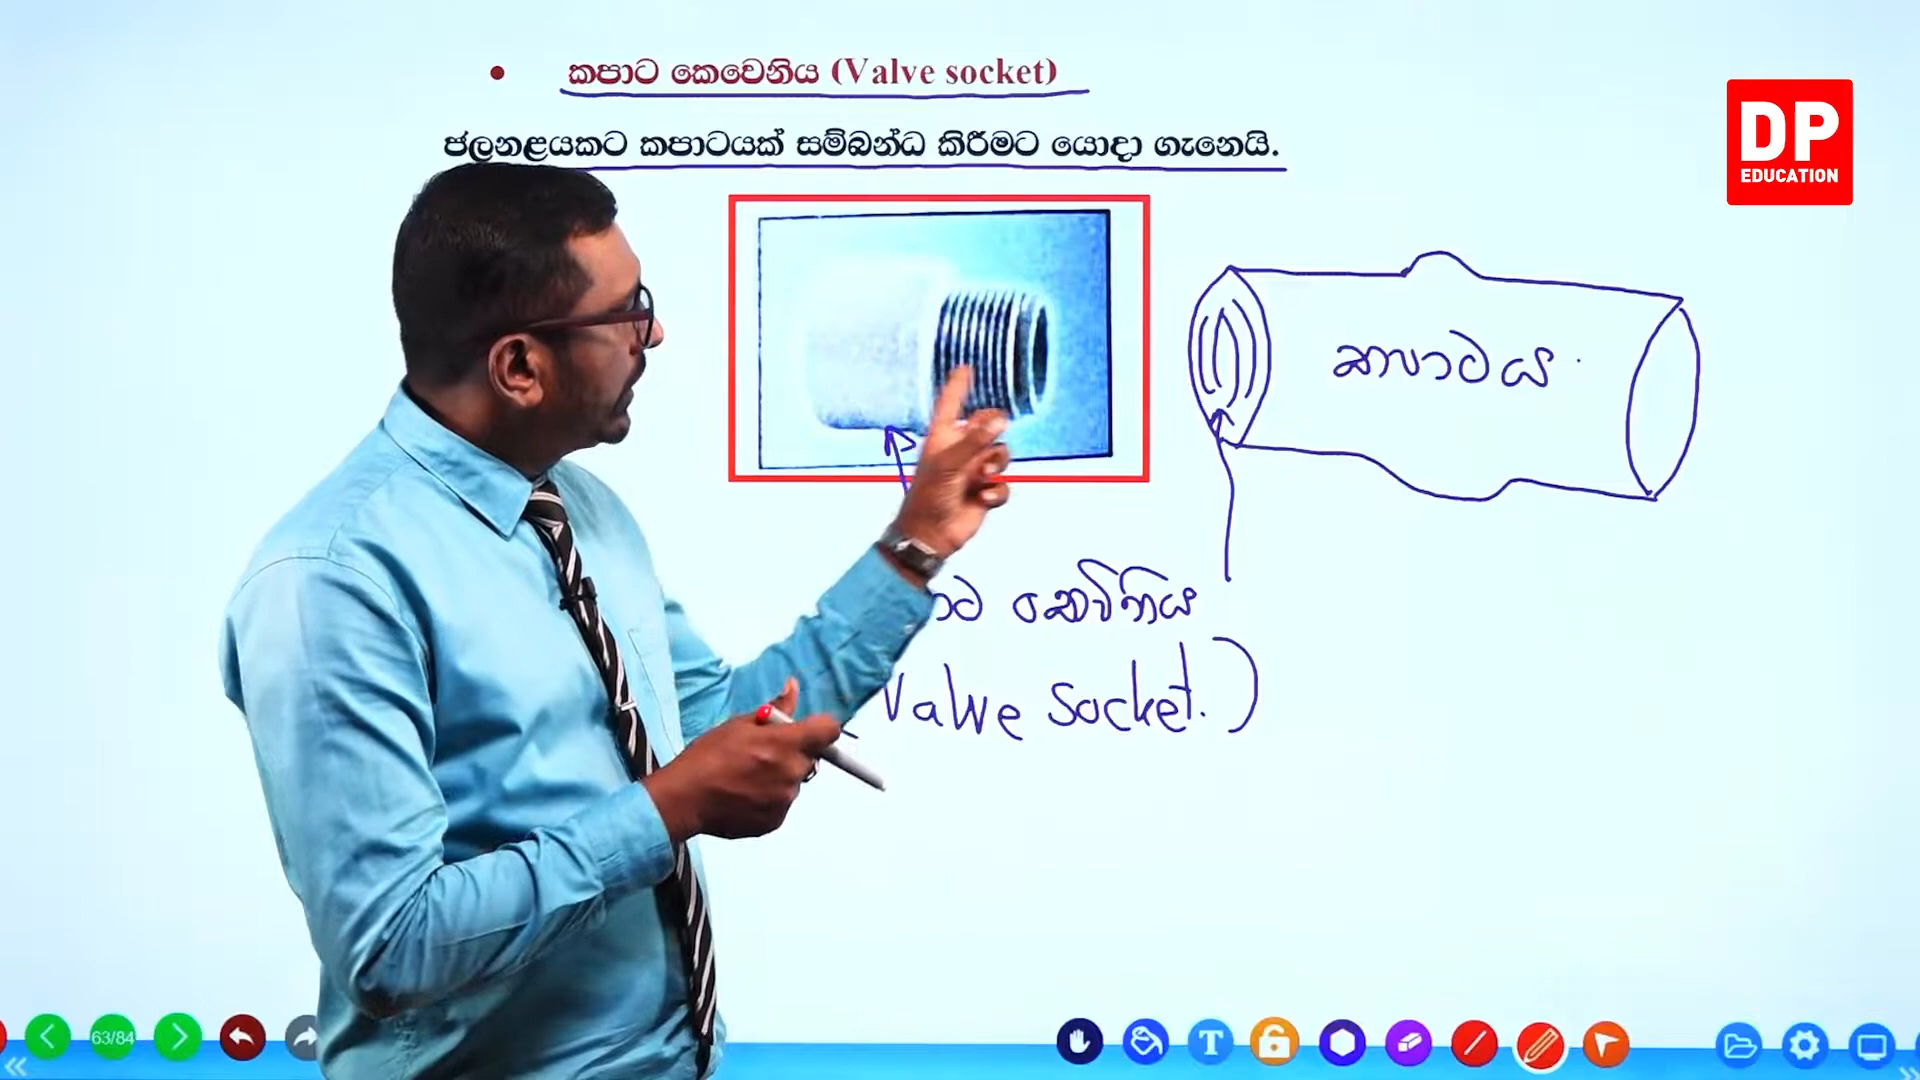 • කපාට කෙවෙනිය (Valve socket)
ජලනළයකට කපාටයක් සම්බන්ධ කිරීමට යොදා ගැනෙයි.
DP
EDUCATION
කපාටය
කෙවිනිය
(Valve socket.)
63/84
T